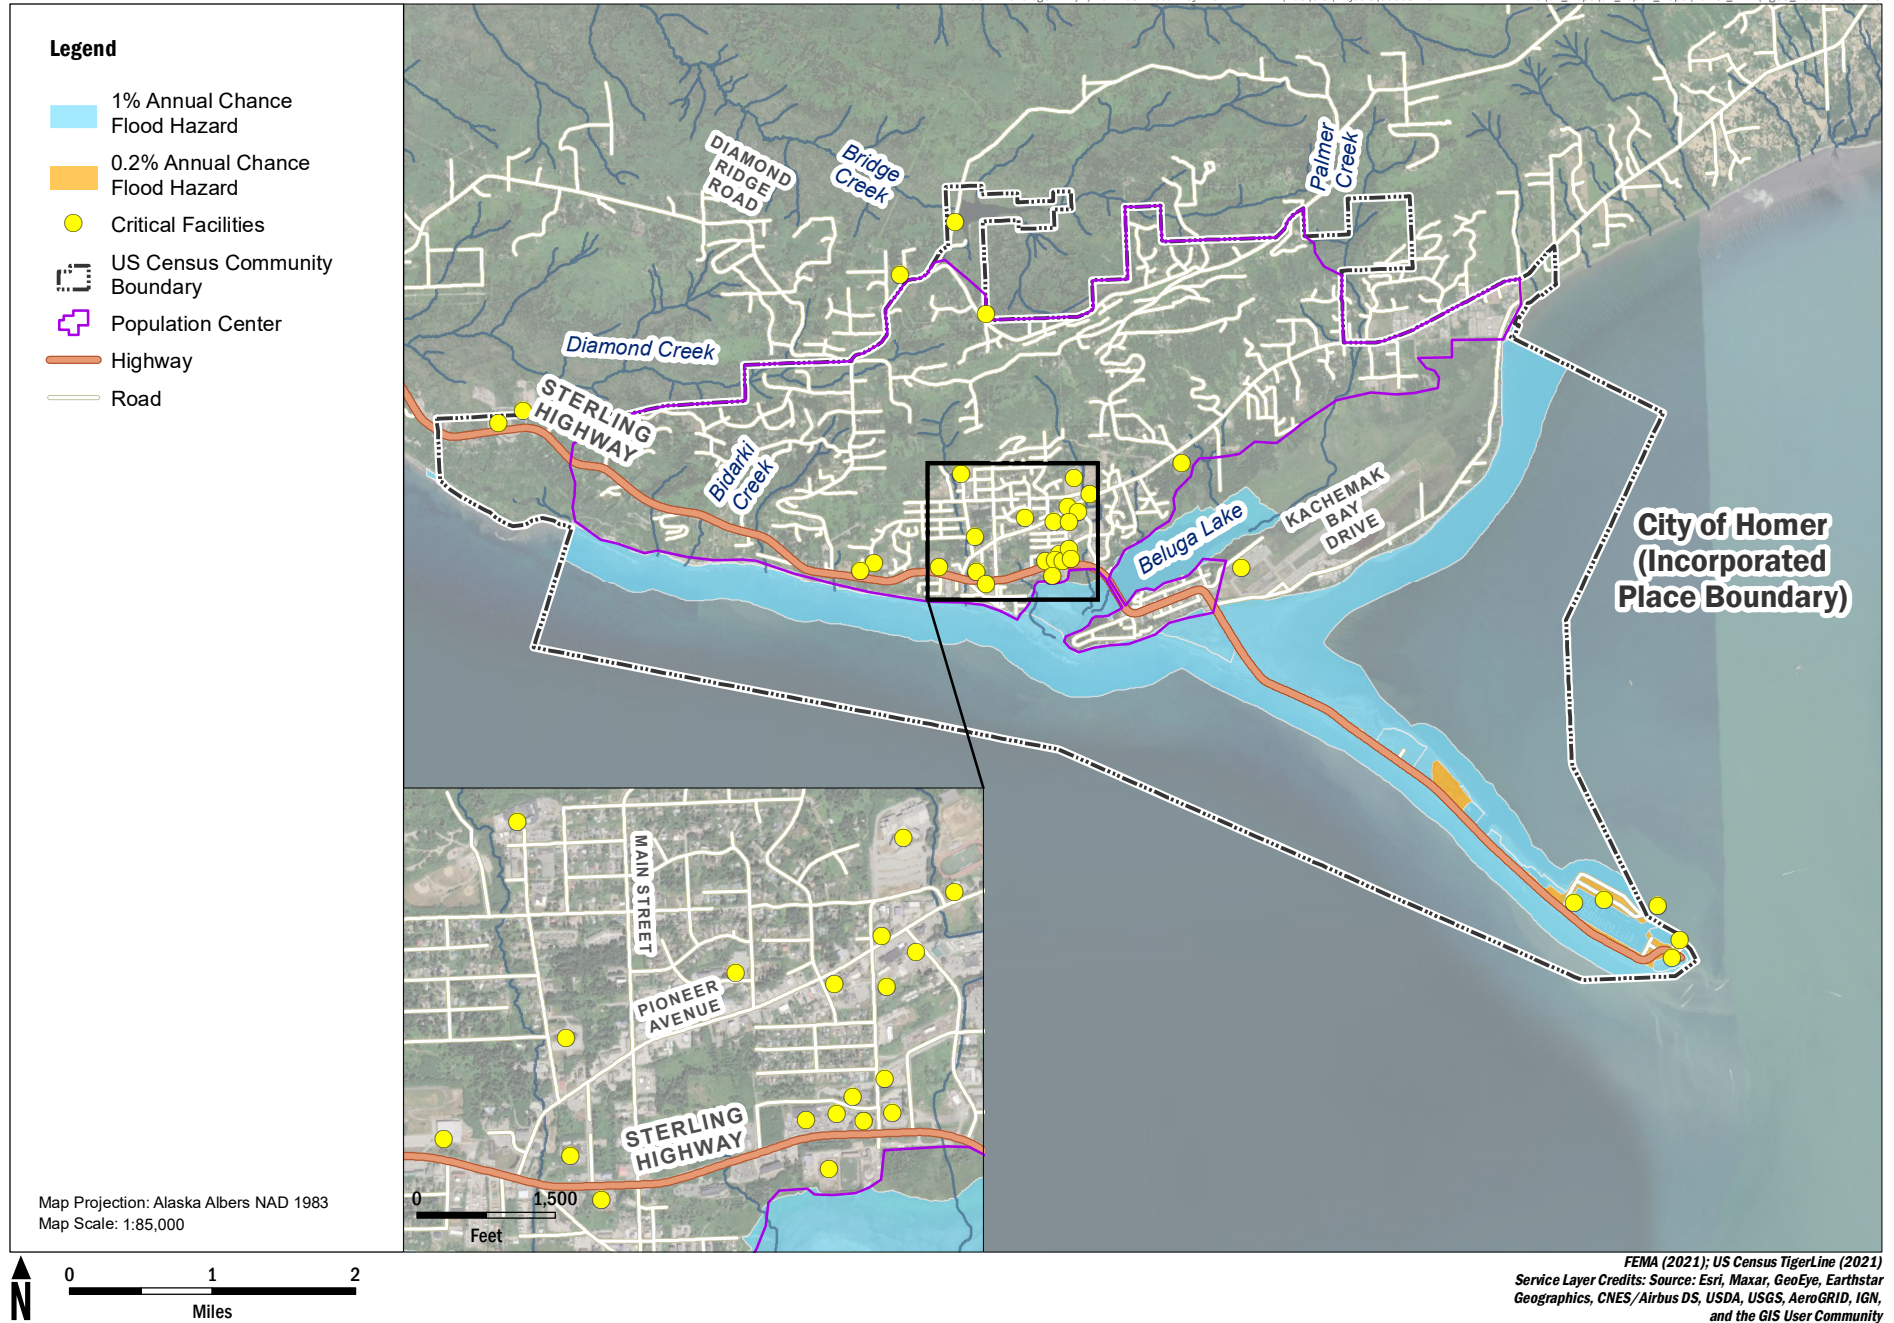 Legend
1% Annual Chance
Flood Hazard
0.2% Annual Chance
Flood Hazard
Critical Facilities
US Census Community
Boundary
Population Center
Highway
Road
DIAMOND
RIDGE
ROAD
Bridge
Creek
Palmer
Creek
Diamond Creek
STERLING
HIGHWAY
Bidarki
Creek
Beluga Lake
KACHEMAK
BAY
DRIVE
City of Homer
(Incorporated
Place Boundary)
MAIN STREET
PIONEER
AVENUE
STERLING
HIGHWAY
0 1,500
Feet
Map Projection: Alaska Albers NAD 1983
Map Scale: 1:85,000
N
0 1 2
Miles
FEMA (2021); US Census TigerLine (2021)
Service Layer Credits: Source: Esri, Maxar, GeoEye, Earthstar
Geographics, CNES/Airbus DS, USDA, USGS, AeroGRID, IGN,
and the GIS User Community